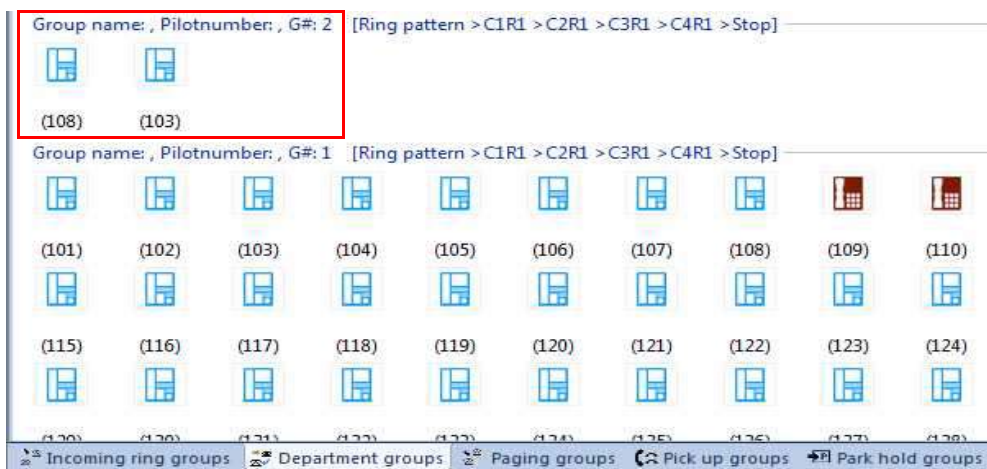 Group name: , Pilotnumber: , G#: 2 [Ring pattern > C1R1 > C2R1 > C3R1 > C4R1 > Stop]
(108) (103)
Group name: , Pilotnumber: , G#: 1 [Ring pattern > C1R1 > C2R1 > C3R1 > C4R1 > Stop]
(101) (102) (103) (104) (105) (106) (107) (108) (109) (110)
(115) (116) (117) (118) (119) (120) (121) (122) (123) (124)
Incoming ring groups Department groups Paging groups Pick up groups Park hold groups